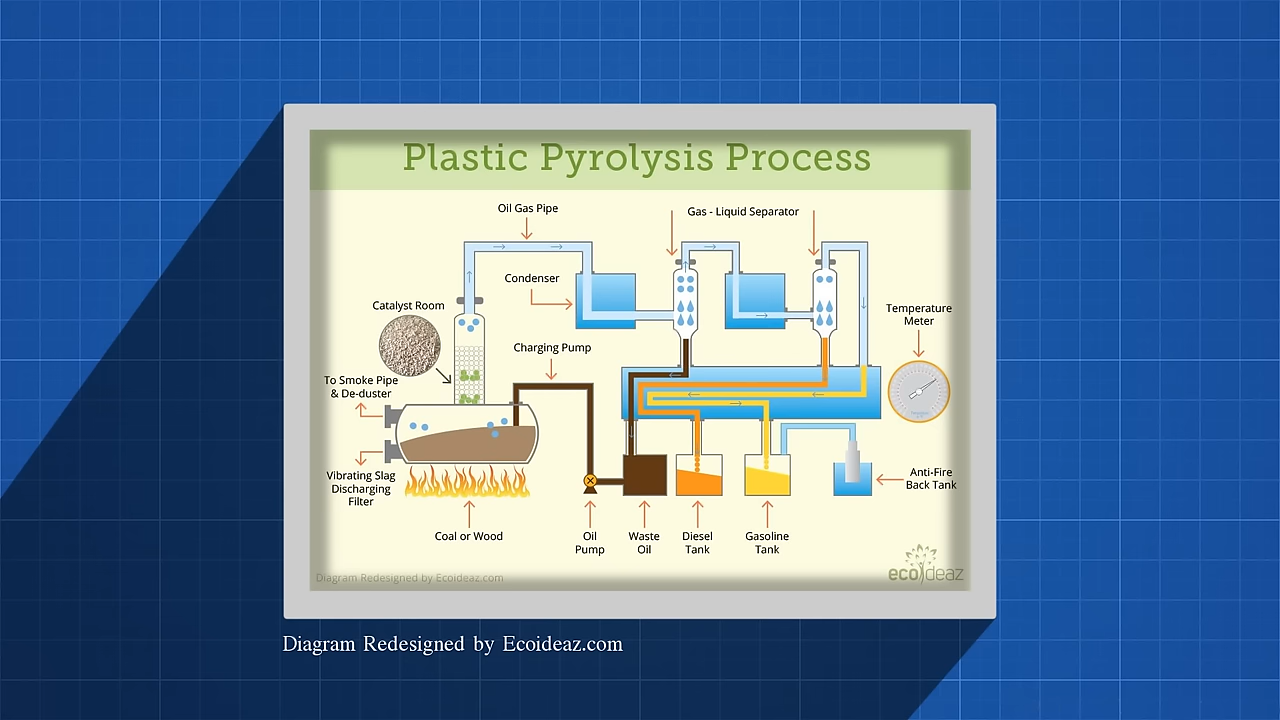 Plastic Pyrolysis Process
Oil Gas Pipe
Gas - Liquid Separator
Condenser
Catalyst Room
Temperature
Meter
Charging Pump
To Smoke Pipe
& De-duster
Vibrating Slag
Discharging
Filter
Anti-Fire
Back Tank
Coal or Wood
Oil
Pump
Waste
Oil
Diesel
Tank
Gasoline
Tank
Diagram Redesigned by Ecoideaz.com
ecoideaz
Diagram Redesigned by Ecoideaz.com